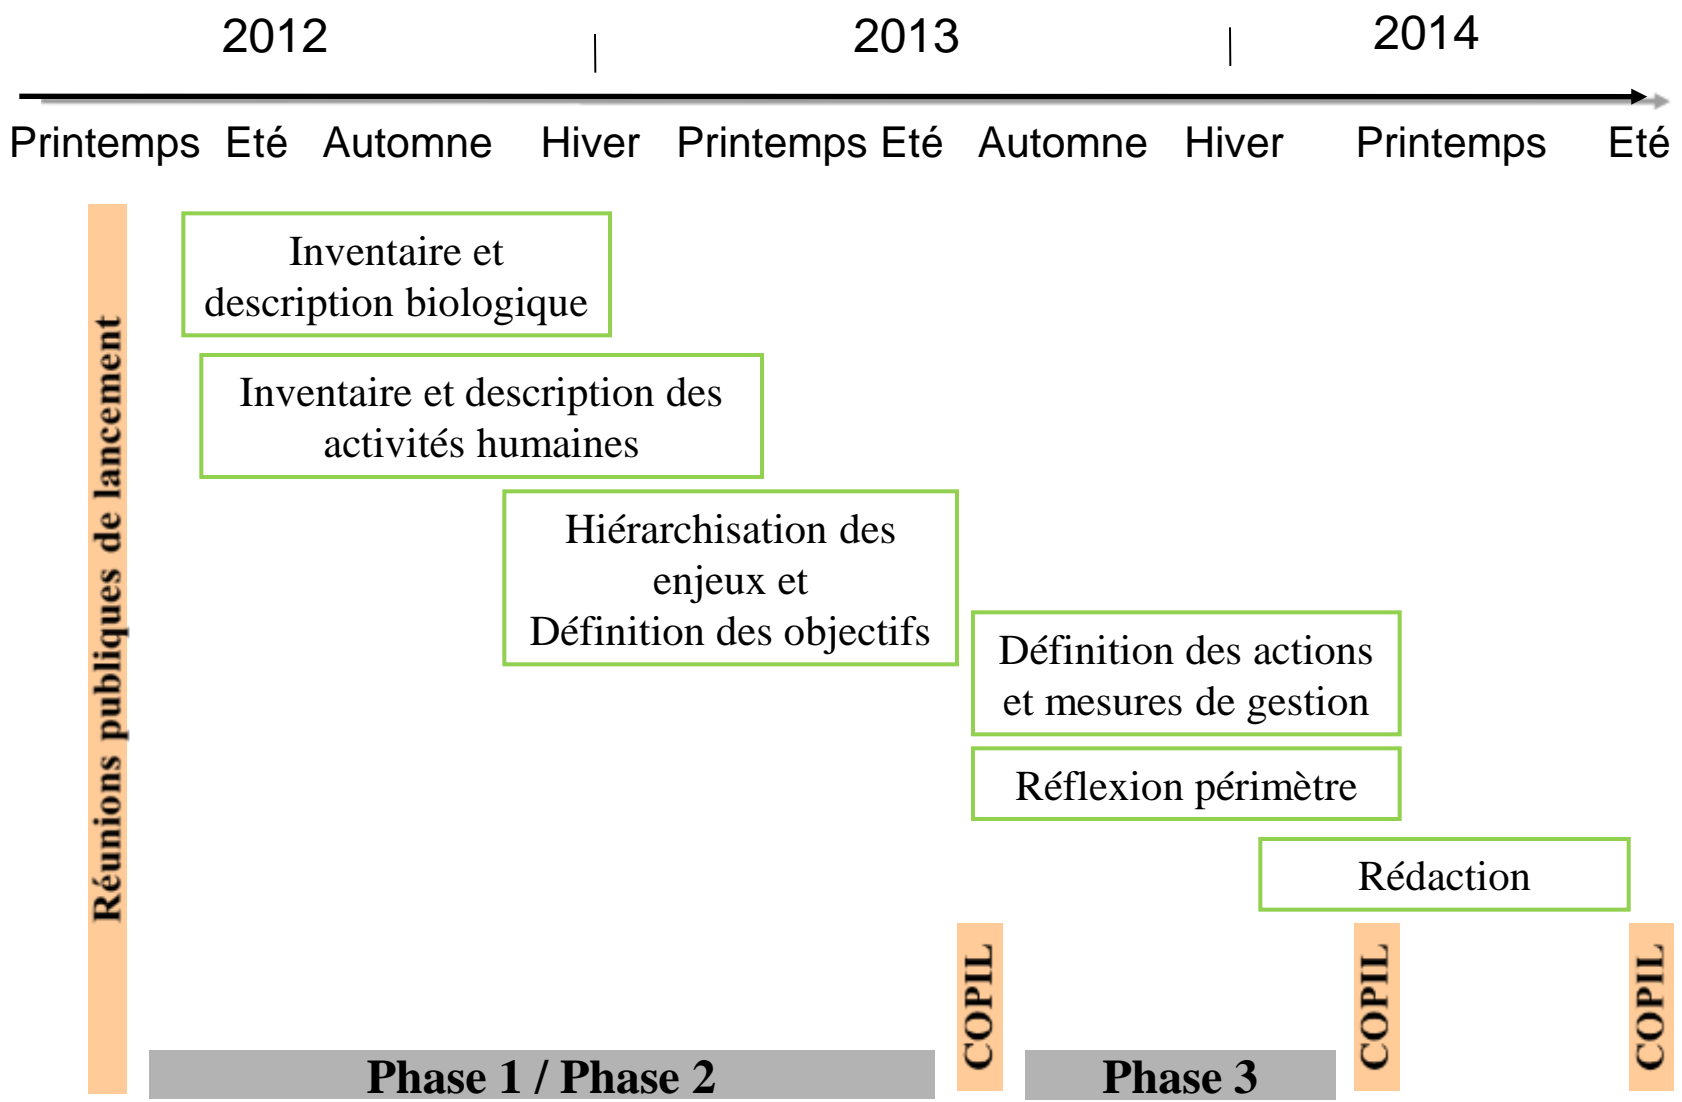 2012 2013 2014
Printemps Eté Automne Hiver Printemps Eté Automne Hiver Printemps Eté
Réunions publiques de lancement
Inventaire et
description biologique
Inventaire et description des
activités humaines
Hiérarchisation des
enjeux et
Définition des objectifs
Définition des actions
et mesures de gestion
Réflexion périmètre
Rédaction
COPIL
COPIL
COPIL
Phase 1 / Phase 2
Phase 3